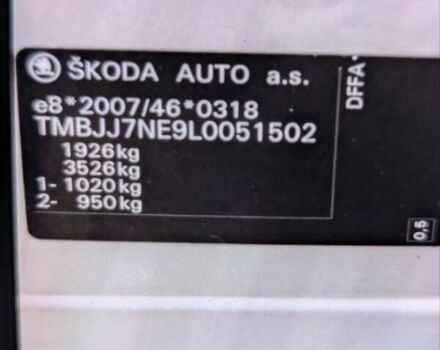 ŠKODA AUTO a.s.
e8*2007/46*0318
TMBJJ7NE9L0051502
1926kg
3526kg
1- 1020kg
2- 950kg
DFFA
0,5